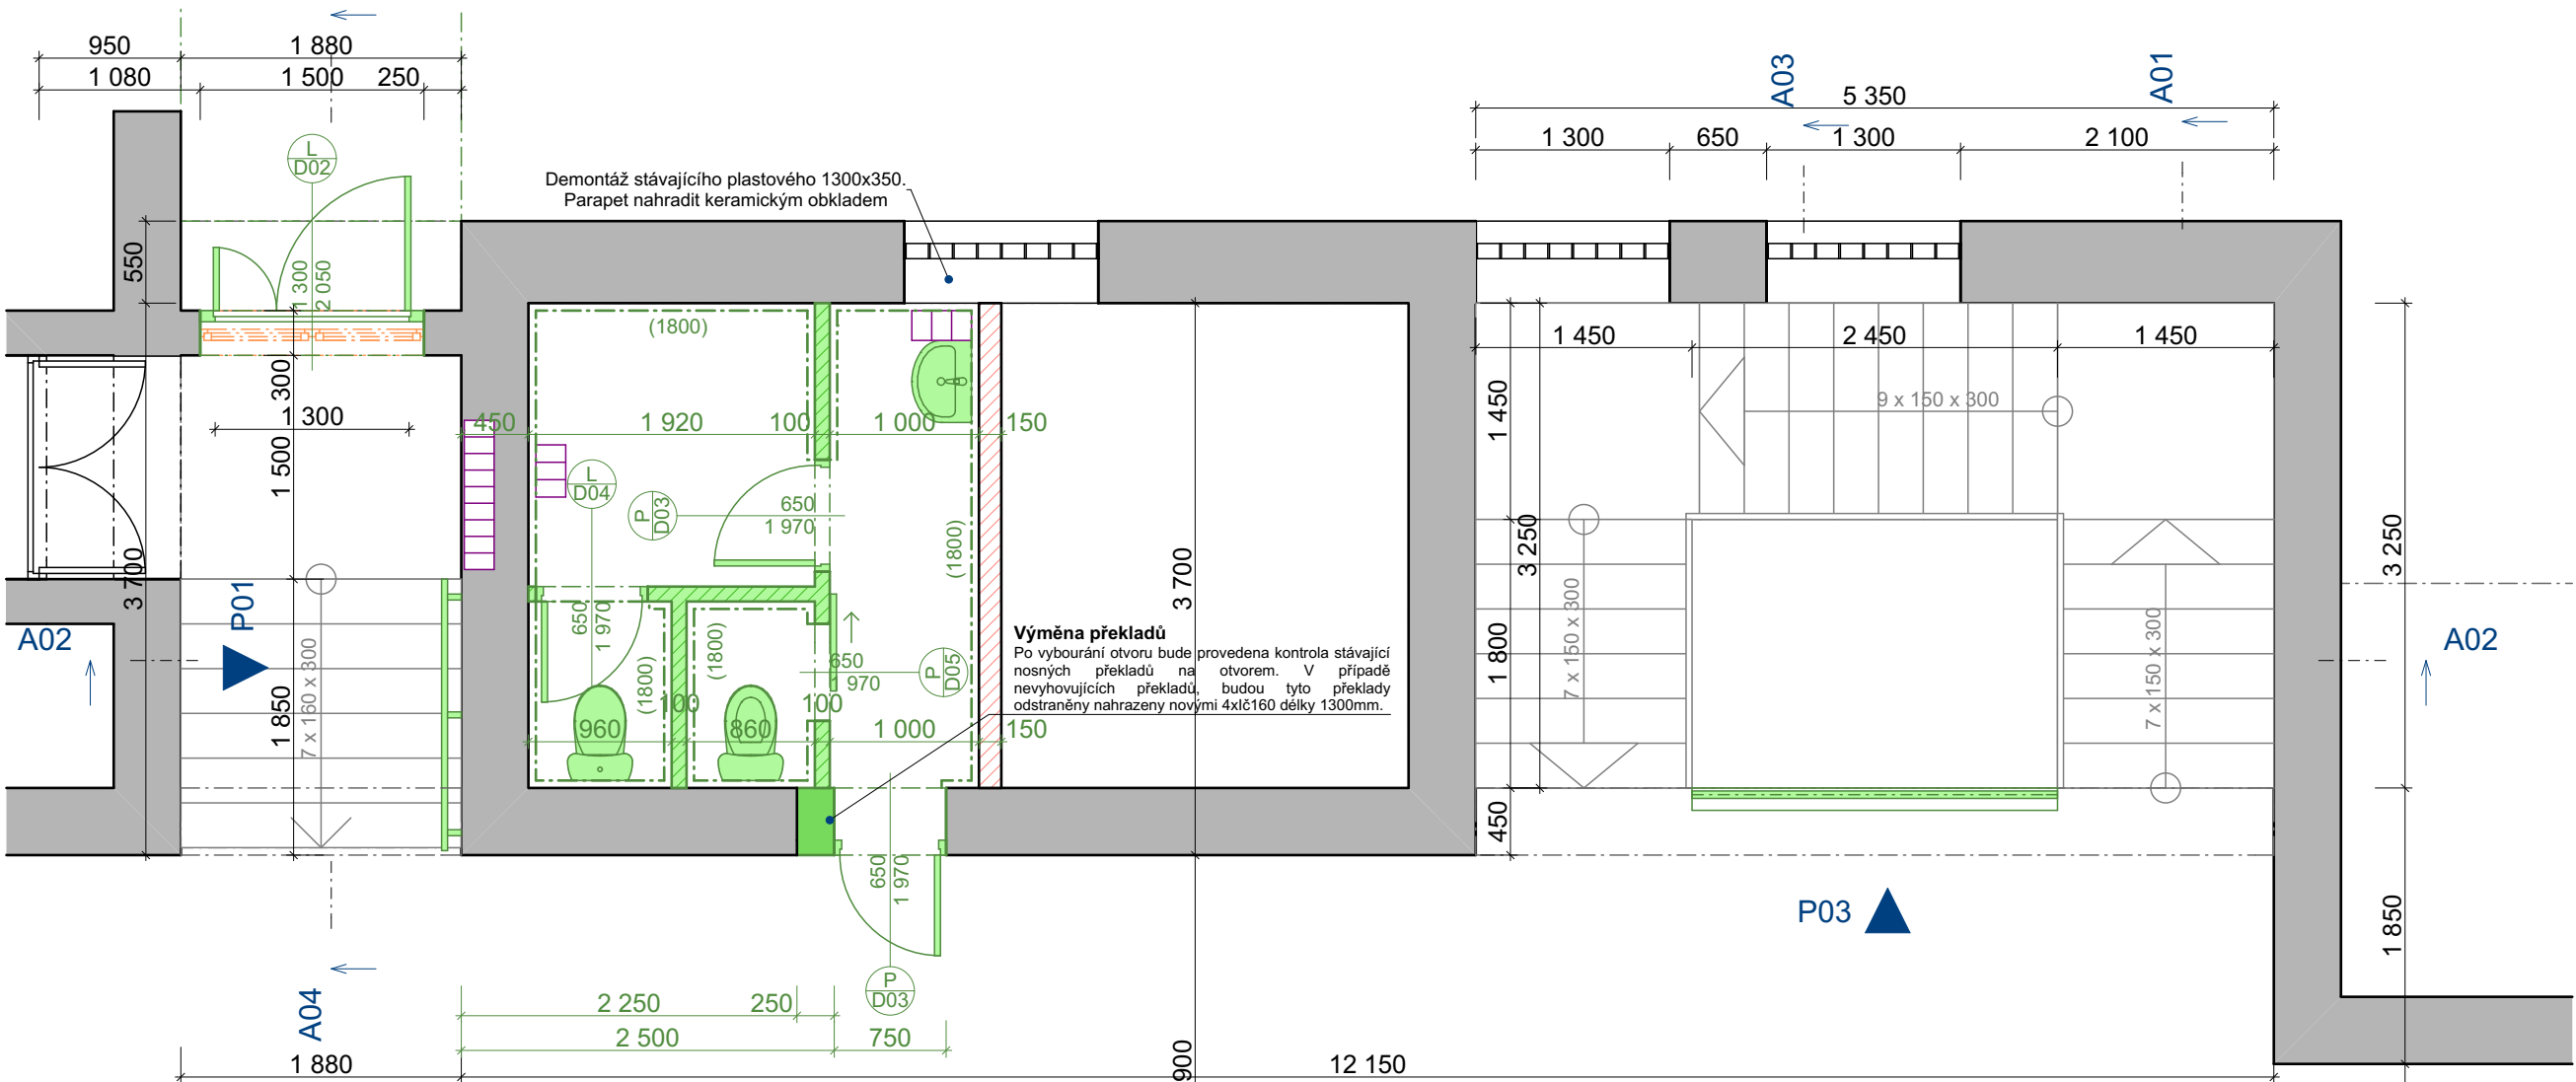 950
1 880
1 080
1 500
250
A03
A01
5 350
1 300
650
1 300
2 100
L
D02
Demontáž stávajícího plastového 1300x350.
Parapet nahradit keramickým obkladem
550
1 300
2 050
(1800)
1 450
2 450
1 450
300
1 300
450
1 920
100
1 000
150
9 x 150 x 300
1 450
1 500
L
D04
P
D03
650
1 970
(1800)
3 700
3 700
3 250
3 250
P01
A02
650
1 970
(1800)
(1800)
Výměna překladů
Po vybourání otvoru bude provedena kontrola stávající
nosných překladů na otvorem. V případě
nevyhovujících překladů, budou tyto překlady
odstraněny nahrazeny novými 4xIč160 délky 1300mm.
650
970
P
D05
7 x 150 x 300
1 800
7 x 150 x 300
A02
7 x 160 x 300
1 850
100
100
960
860
1 000
150
450
650
1 970
P03
1 850
P
D03
A04
2 250
250
2 500
750
1 880
900
12 150